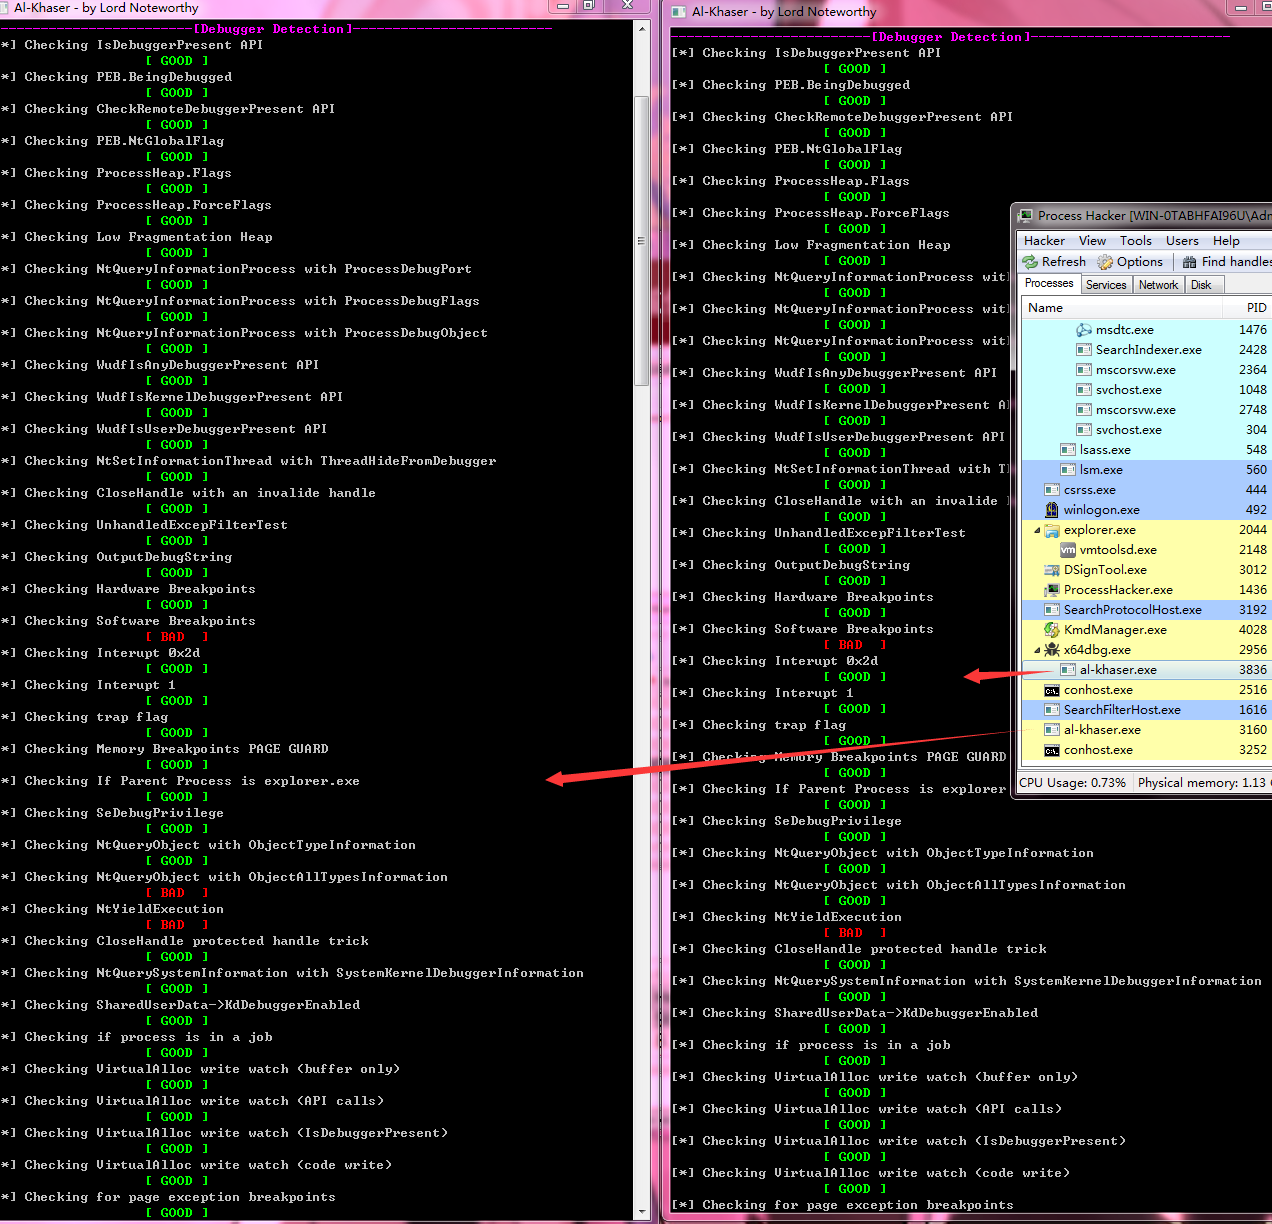 Al-Khaser - by Lord Noteworthy
------------------------[Debugger Detection]-------------------------
*] Checking IsDebuggerPresent API
[ GOOD ]
*] Checking PEB.BeingDebugged
[ GOOD ]
*] Checking CheckRemoteDebuggerPresent API
[ GOOD ]
*] Checking PEB.NtGlobalFlag
[ GOOD ]
*] Checking ProcessHeap.Flags
[ GOOD ]
*] Checking ProcessHeap.ForceFlags
[ GOOD ]
*] Checking Low Fragmentation Heap
[ GOOD ]
*] Checking NtQueryInformationProcess with ProcessDebugPort
[ GOOD ]
*] Checking NtQueryInformationProcess with ProcessDebugFlags
[ GOOD ]
*] Checking NtQueryInformationProcess with ProcessDebugObject
[ GOOD ]
*] Checking WudfIsAnyDebuggerPresent API
[ GOOD ]
*] Checking WudfIsKernelDebuggerPresent API
[ GOOD ]
*] Checking WudfIsUserDebuggerPresent API
[ GOOD ]
*] Checking NtSetInformationThread with ThreadHideFromDebugger
[ GOOD ]
*] Checking CloseHandle with an invalide handle
[ GOOD ]
*] Checking UnhandledExcepFilterTest
[ GOOD ]
*] Checking OutputDebugString
[ GOOD ]
*] Checking Hardware Breakpoints
[ GOOD ]
*] Checking Software Breakpoints
[ BAD  ]
*] Checking Interupt 0x2d
[ GOOD ]
*] Checking Interupt 1
[ GOOD ]
*] Checking trap flag
[ GOOD ]
*] Checking Memory Breakpoints PAGE GUARD
[ GOOD ]
*] Checking If Parent Process is explorer.exe
[ GOOD ]
*] Checking SeDebugPrivilege
[ GOOD ]
*] Checking NtQueryObject with ObjectTypeInformation
[ GOOD ]
*] Checking NtQueryObject with ObjectAllTypesInformation
[ BAD  ]
*] Checking NtYieldExecution
[ BAD  ]
*] Checking CloseHandle protected handle trick
[ GOOD ]
*] Checking NtQuerySystemInformation with SystemKernelDebuggerInformation
[ GOOD ]
*] Checking SharedUserData->KdDebuggerEnabled
[ GOOD ]
*] Checking if process is in a job
[ GOOD ]
*] Checking VirtualAlloc write watch (buffer only)
[ GOOD ]
*] Checking VirtualAlloc write watch (API calls)
[ GOOD ]
*] Checking VirtualAlloc write watch (IsDebuggerPresent)
[ GOOD ]
*] Checking VirtualAlloc write watch (code write)
[ GOOD ]
*] Checking for page exception breakpoints
[ GOOD ]
Al-Khaser - by Lord Noteworthy
-------------------------[Debugger Detection]-------------------------
[*] Checking IsDebuggerPresent API
[ GOOD ]
[*] Checking PEB.BeingDebugged
[ GOOD ]
[*] Checking CheckRemoteDebuggerPresent API
[ GOOD ]
[*] Checking PEB.NtGlobalFlag
[ GOOD ]
[*] Checking ProcessHeap.Flags
[ GOOD ]
[*] Checking ProcessHeap.ForceFlags
[ GOOD ]
[*] Checking Low Fragmentation Heap
[ GOOD ]
[*] Checking NtQueryInformationProcess wit
[ GOOD ]
[*] Checking NtQueryInformationProcess wit
[ GOOD ]
[*] Checking NtQueryInformationProcess wit
[ GOOD ]
[*] Checking WudfIsAnyDebuggerPresent API
[ GOOD ]
[*] Checking WudfIsKernelDebuggerPresent A
[ GOOD ]
[*] Checking WudfIsUserDebuggerPresent API
[ GOOD ]
[*] Checking NtSetInformationThread with T
[ GOOD ]
[*] Checking CloseHandle with an invalide
[ GOOD ]
[*] Checking UnhandledExcepFilterTest
[ GOOD ]
[*] Checking OutputDebugString
[ GOOD ]
[*] Checking Hardware Breakpoints
[ GOOD ]
[*] Checking Software Breakpoints
[ BAD  ]
[*] Checking Interupt 0x2d
[ GOOD ]
[*] Checking Interupt 1
[ GOOD ]
[*] Checking trap flag
[ GOOD ]
[*] Checking Memory Breakpoints PAGE GUARD
[ GOOD ]
[*] Checking If Parent Process is explorer
[ GOOD ]
[*] Checking SeDebugPrivilege
[ GOOD ]
[*] Checking NtQueryObject with ObjectTypeInformation
[ GOOD ]
[*] Checking NtQueryObject with ObjectAllTypesInformation
[ GOOD ]
[*] Checking NtYieldExecution
[ BAD  ]
[*] Checking CloseHandle protected handle trick
[ GOOD ]
[*] Checking NtQuerySystemInformation with SystemKernelDebuggerInformation
[ GOOD ]
[*] Checking SharedUserData->KdDebuggerEnabled
[ GOOD ]
[*] Checking if process is in a job
[ GOOD ]
[*] Checking VirtualAlloc write watch (buffer only)
[ GOOD ]
[*] Checking VirtualAlloc write watch (API calls)
[ GOOD ]
[*] Checking VirtualAlloc write watch (IsDebuggerPresent)
[ GOOD ]
[*] Checking VirtualAlloc write watch (code write)
[ GOOD ]
[*] Checking for page exception breakpoints
Process Hacker [WIN-0TABHFAI96U\Adm
Hacker View Tools Users Help
Refresh Options Find handles
Processes Services Network Disk
Name PID
msdtc.exe 1476
SearchIndexer.exe 2428
mscorsvw.exe 2364
svchost.exe 1048
mscorsvw.exe 2748
svchost.exe 304
lsass.exe 548
lsm.exe 560
csrss.exe 444
winlogon.exe 492
explorer.exe 2044
vm vmtoolsd.exe 2148
DSignTool.exe 3012
ProcessHacker.exe 1436
SearchProtocolHost.exe 3192
KmdManager.exe 4028
x64dbg.exe 2956
al-khaser.exe 3836
conhost.exe 2516
SearchFilterHost.exe 1616
al-khaser.exe 3160
conhost.exe 3252
CPU Usage: 0.73% Physical memory: 1.13